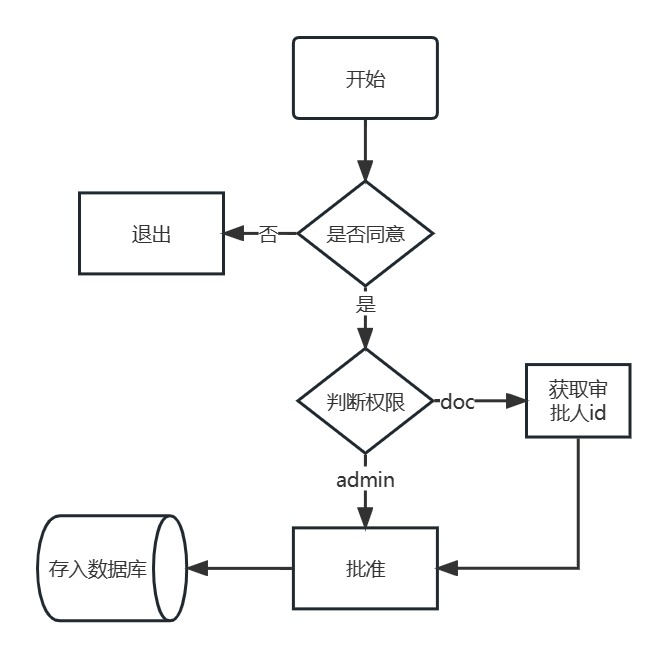 开始
退出
否
是否同意
是
判断权限
doc
获取审
批人id
admin
存入数据库
批准